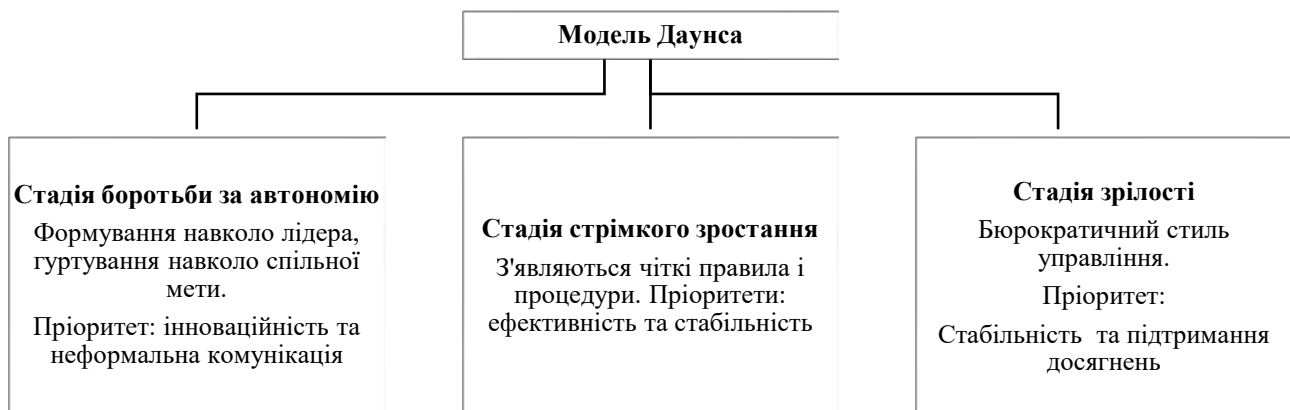 Модель Даунса
Стадія боротьби за автономію
Формування навколо лідера,
гуртування навколо спільної
мети.
Пріоритет: інноваційність та
неформальна комунікація
Стадія стрімкого зростання
З'являються чіткі правила і
процедури. Пріоритети:
ефективність та стабільність
Стадія зрілості
Бюрократичний стиль
управління.
Пріоритет:
Стабільність та підтримання
досягнень